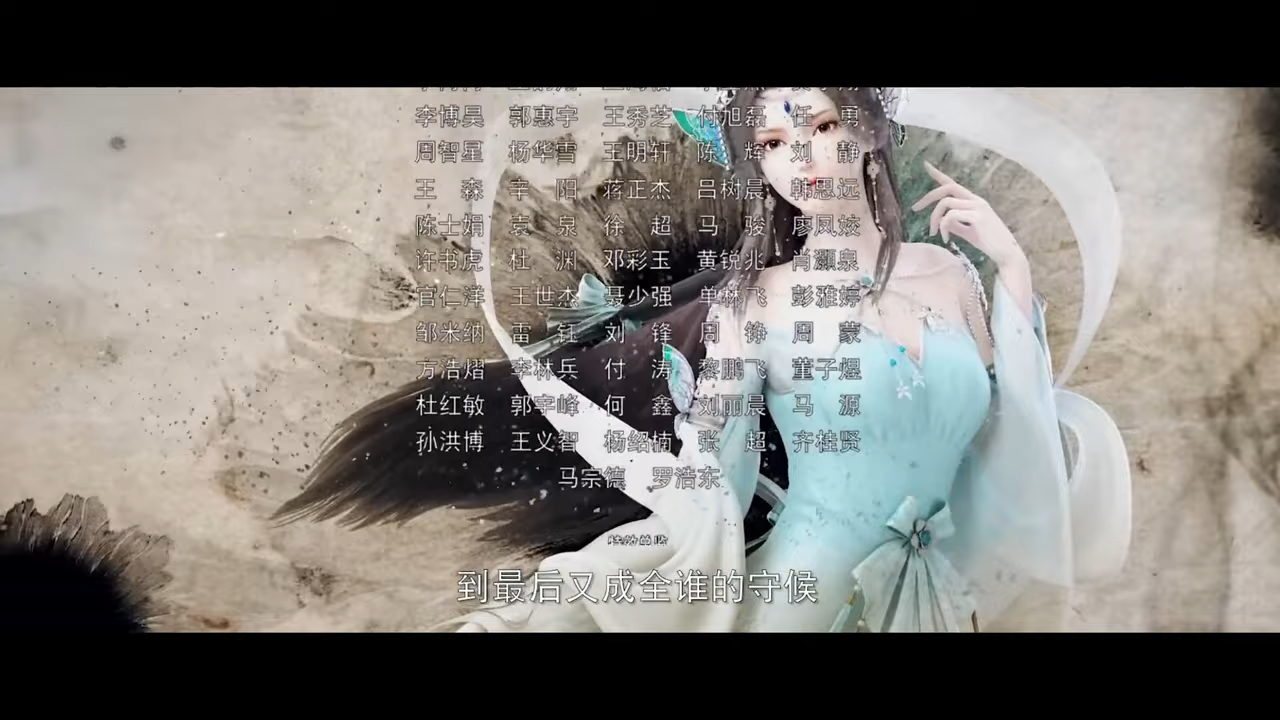 李博昊 郭惠宇 王秀芝 付旭磊 任 勇
周智星 杨华雪 王明轩 陈 辉 刘 静
王 森 辛 阳 蒋正杰 吕树晨 韩思远
陈士娟 袁 泉 徐 超 马 骏 廖凤姣
许书虎 杜 渊 邓彩玉 黄锐兆 肖灏泉
官仁洋 王世杰 聂少强 单林飞 彭雅婷
邹米纳 雷 钰 刘 锋 周 铮 周 蒙
方浩熠 李林兵 付 涛 黎鹏飞 董子煜
杜红敏 郭宇峰 何 鑫 刘丽晨 马 源
孙洪博 王义智 杨绍楠 张 超 齐桂贤
马宗德 罗浩东
到最后又成全谁的守候